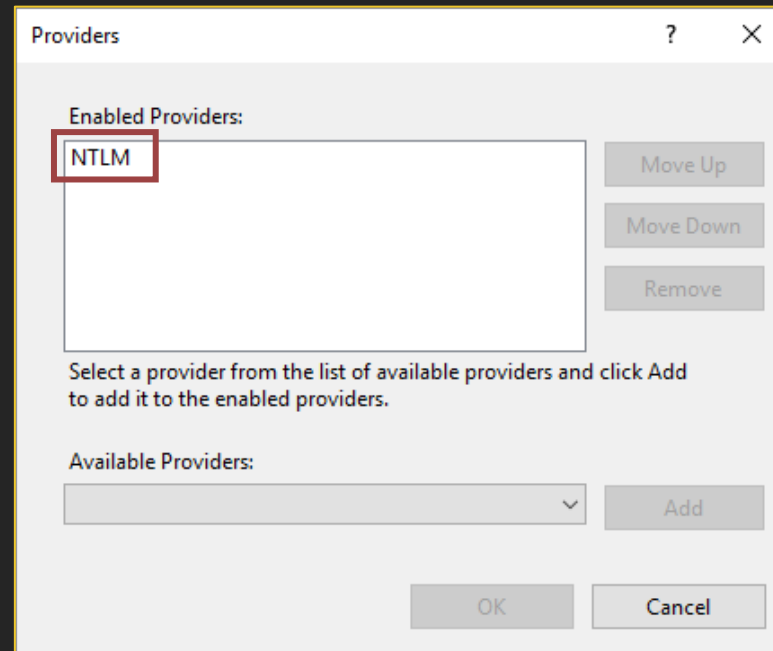 Providers
?
Enabled Providers:
NTLM
Move Up
Move Down
Remove
Select a provider from the list of available providers and click Add
to add it to the enabled providers.
Available Providers:
Add
OK
Cancel